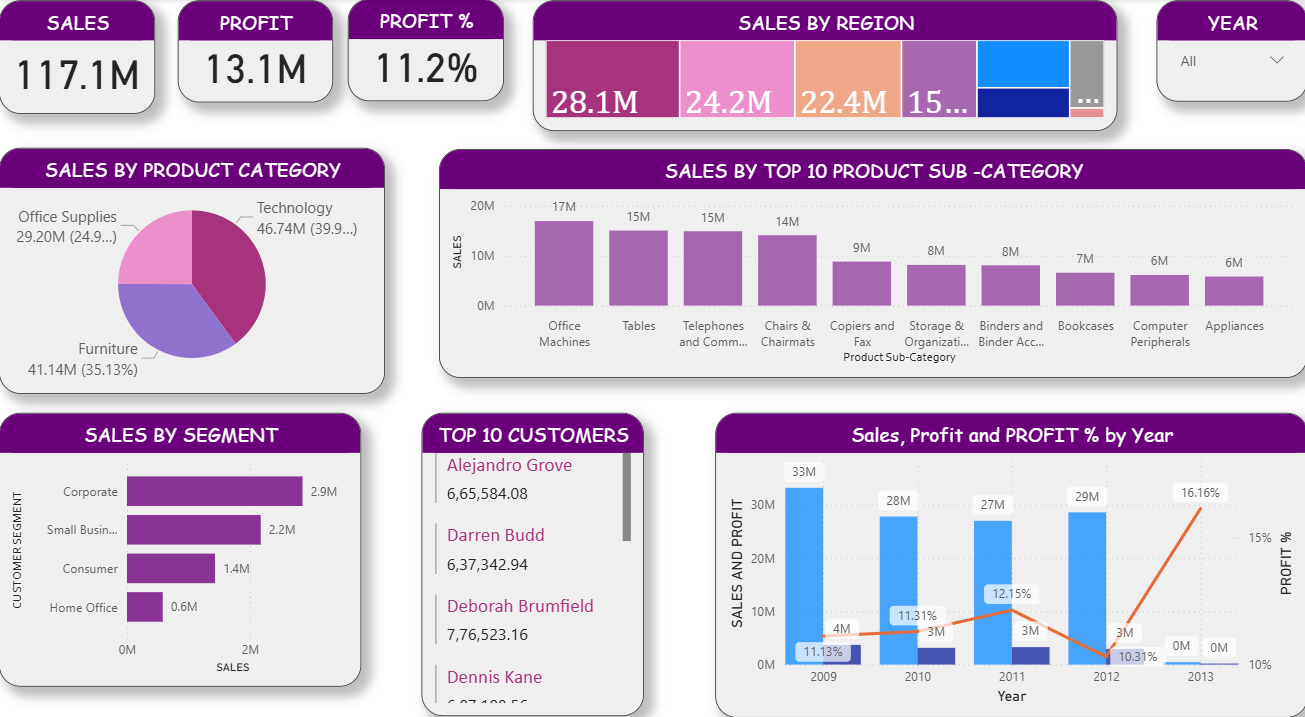 SALES
117.1M
PROFIT
13.1M
PROFIT %
11.2%
SALES BY REGION
28.1M
24.2M
22.4M
15...
...
YEAR
All
SALES BY PRODUCT CATEGORY
Office Supplies
29.20M (24.9...)
Technology
46.74M (39.9...)
Furniture
41.14M (35.13%)
SALES BY TOP 10 PRODUCT SUB -CATEGORY
SALES
20M
10M
0M
17M
15M
15M
14M
9M
8M
8M
7M
6M
6M
Office
Machines
Tables
Telephones
and Comm...
Chairs &
Chairmats
Copiers and
Fax
Storage &
Organizati...
Binders and
Binder Acc...
Bookcases
Computer
Peripherals
Appliances
Product Sub-Category
SALES BY SEGMENT
CUSTOMER SEGMENT
Corporate
2.9M
Small Busin...
2.2M
Consumer
1.4M
Home Office
0.6M
0M
2M
SALES
TOP 10 CUSTOMERS
Alejandro Grove
6,65,584.08
Darren Budd
6,37,342.94
Deborah Brumfield
7,76,523.16
Dennis Kane
Sales, Profit and PROFIT % by Year
SALES AND PROFIT
30M
20M
10M
0M
33M
28M
27M
29M
0M
4M
3M
3M
3M
0M
11.13%
11.31%
12.15%
10.31%
16.16%
15%
10%
PROFIT %
2009
2010
2011
2012
2013
Year